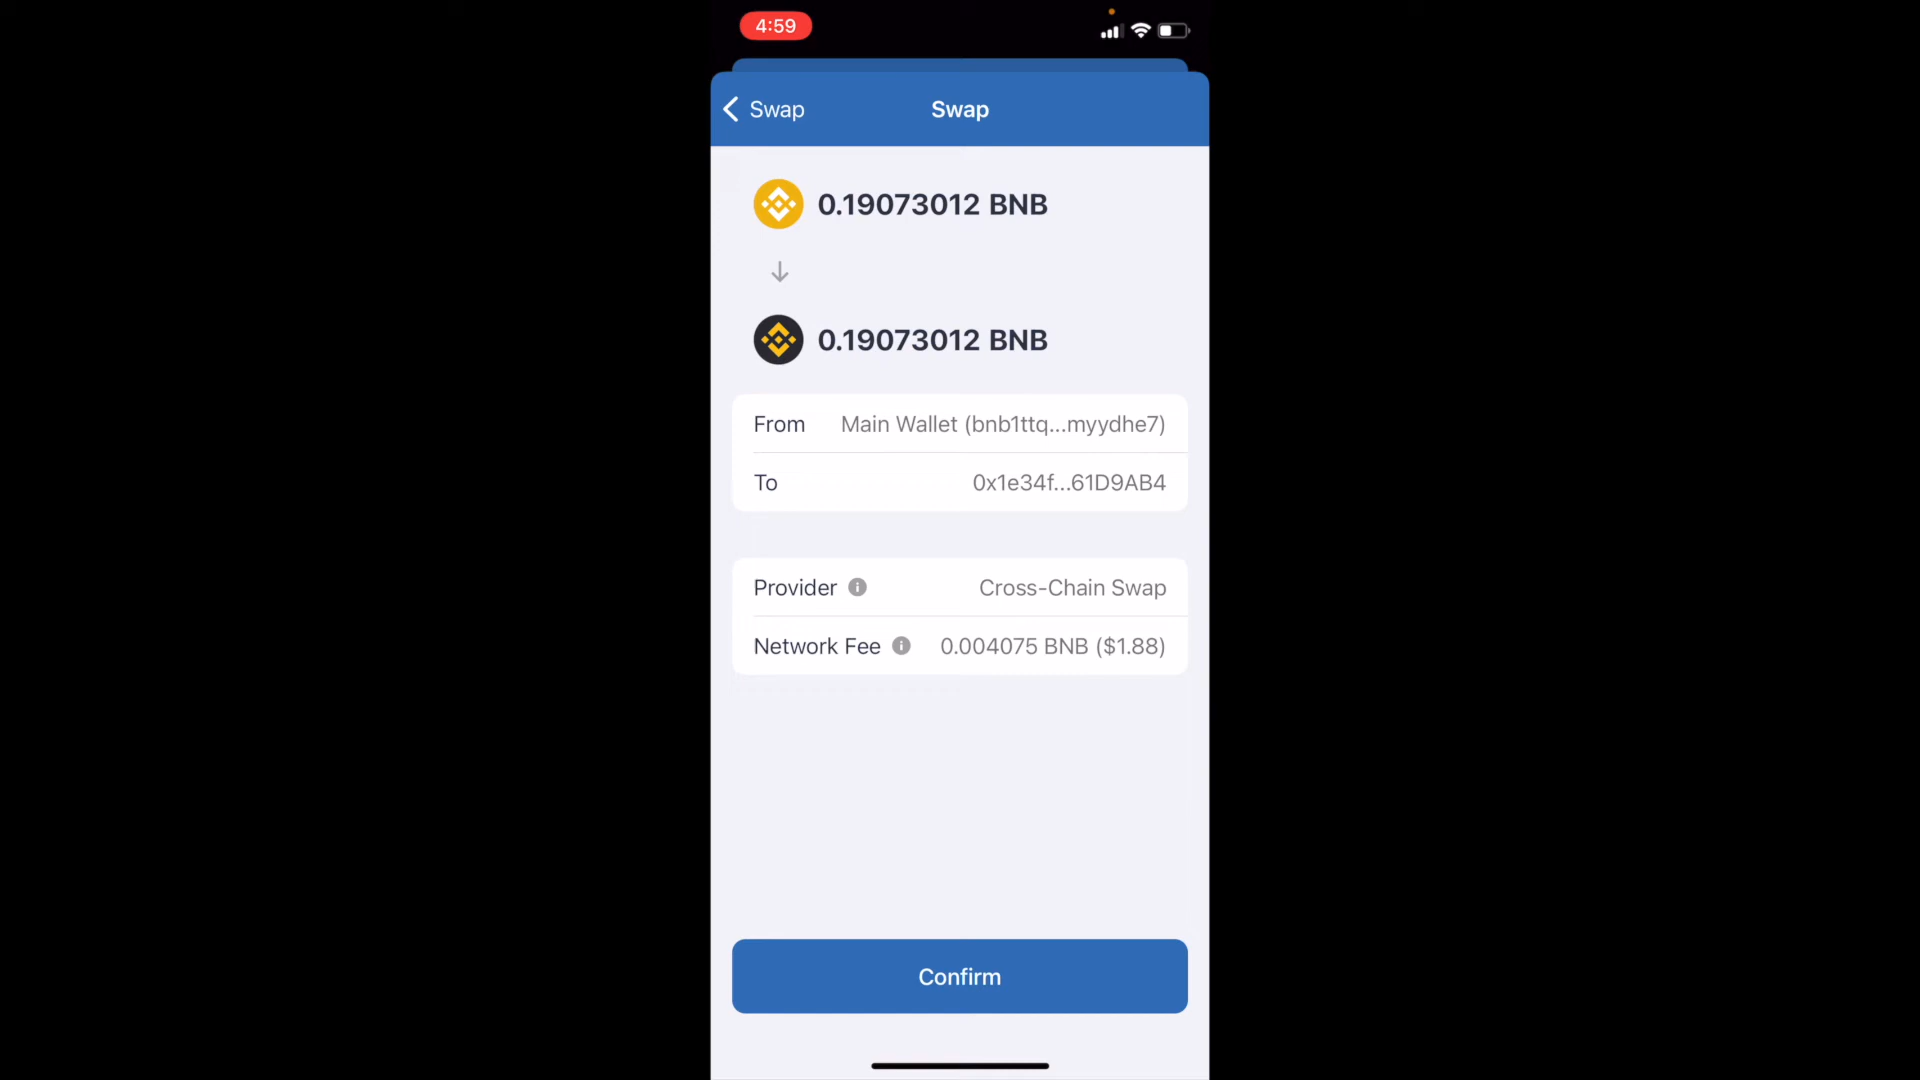 4:59
Swap
Swap
0.19073012 BNB
0.19073012 BNB
From Main Wallet (bnb1ttq...myydhe7)
To 0x1e34f...61D9AB4
Provider Cross-Chain Swap
Network Fee 0.004075 BNB ($1.88)
Confirm